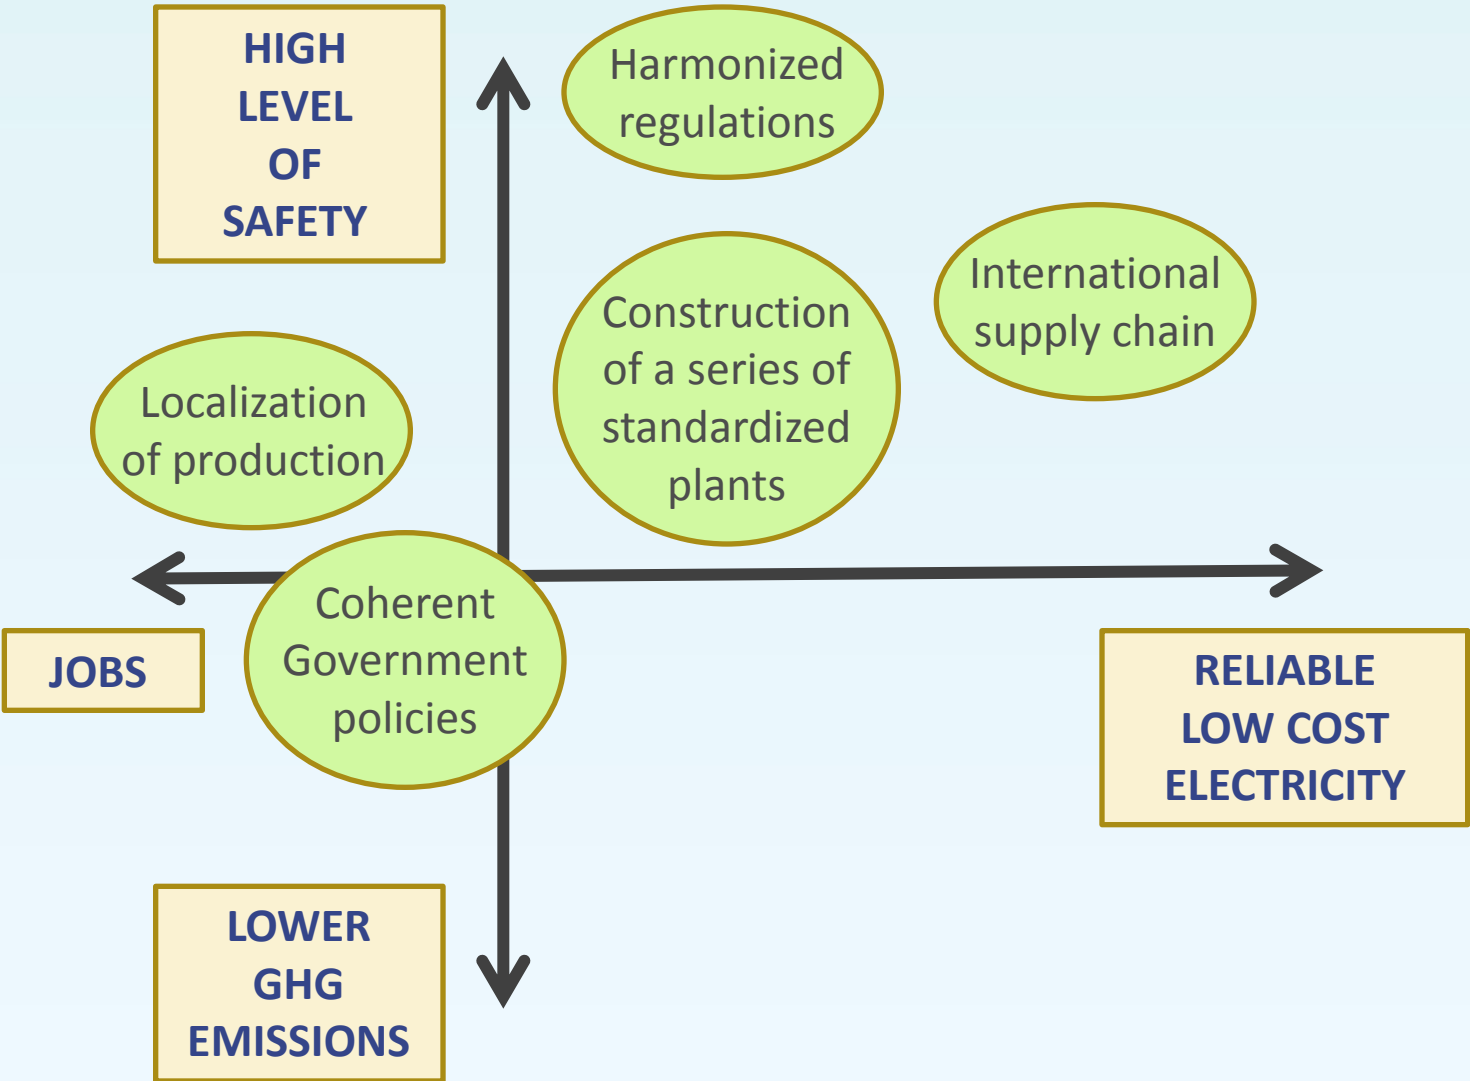 HIGH
LEVEL
OF
SAFETY
Harmonized
regulations
International
supply chain
Construction
of a series of
standardized
plants
Localization
of production
Coherent
Government
policies
JOBS
RELIABLE
LOW COST
ELECTRICITY
LOWER
GHG
EMISSIONS